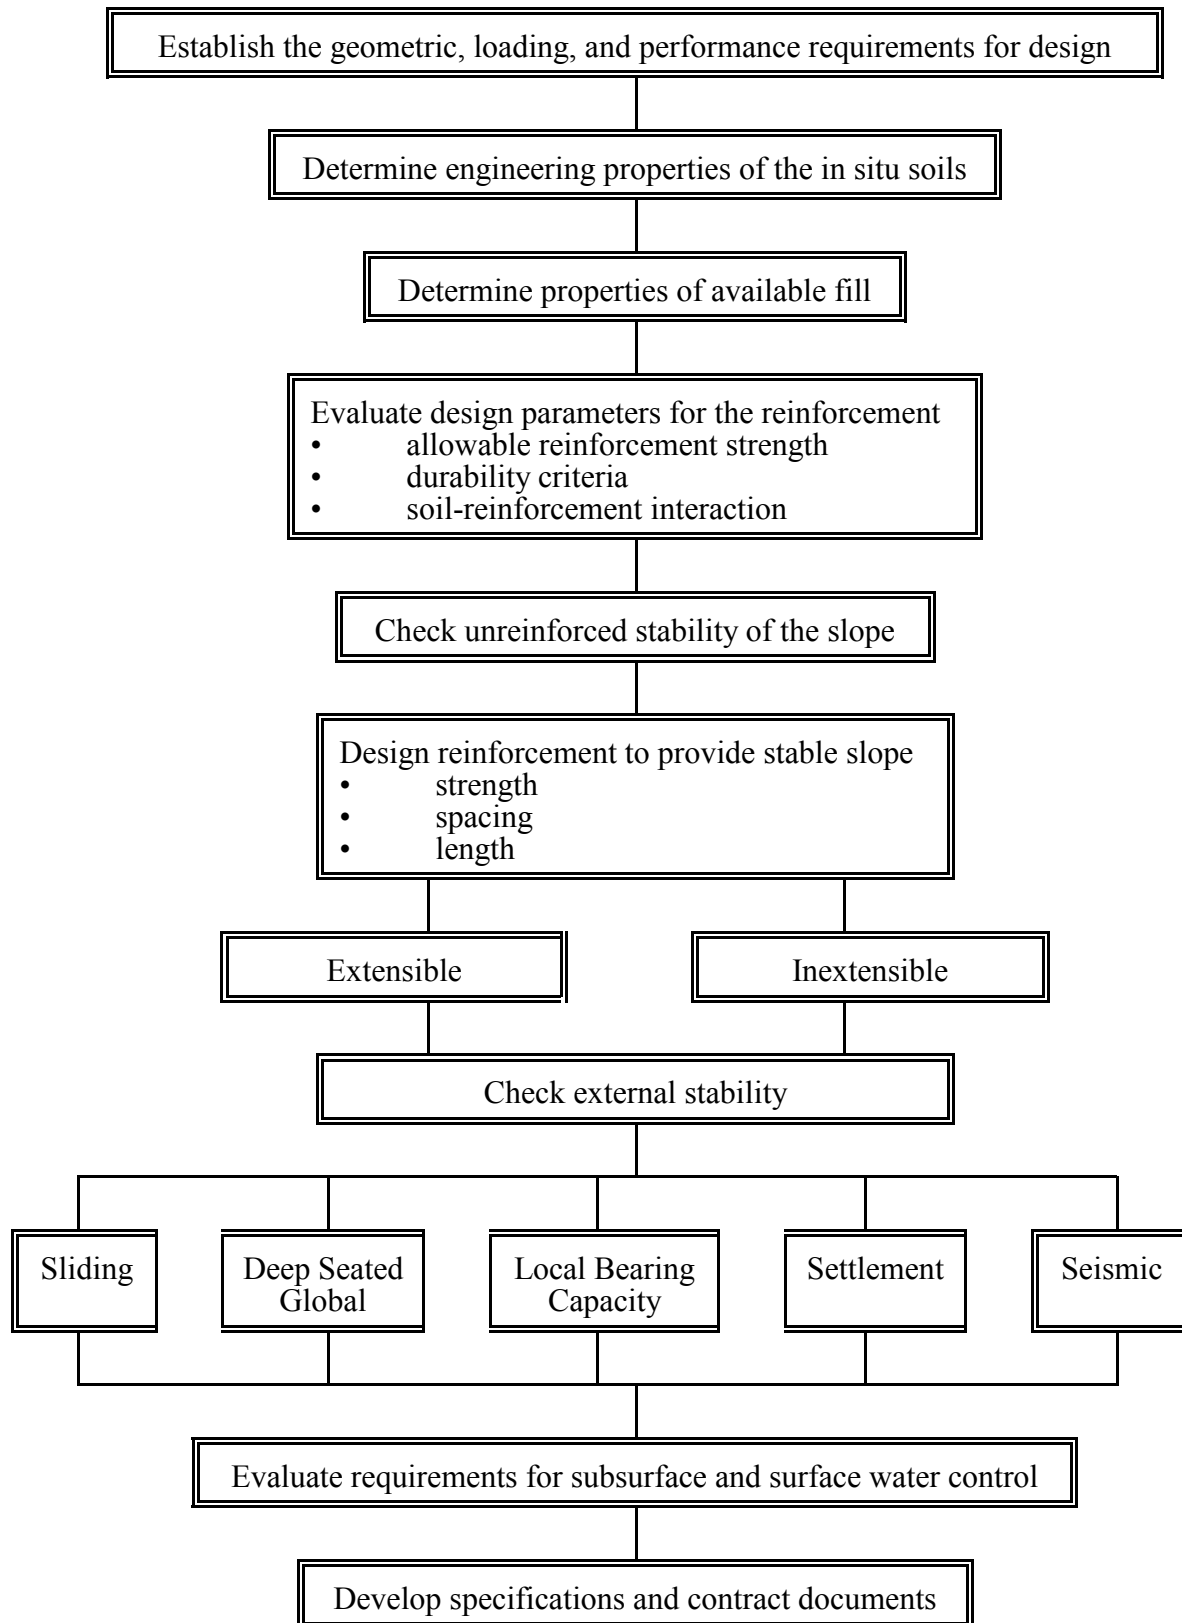 Establish the geometric, loading, and performance requirements for design
Determine engineering properties of the in situ soils
Determine properties of available fill
Evaluate design parameters for the reinforcement
• allowable reinforcement strength
• durability criteria
• soil-reinforcement interaction
Check unreinforced stability of the slope
Design reinforcement to provide stable slope
• strength
• spacing
• length
Extensible
Inextensible
Check external stability
Sliding
Deep Seated
Global
Local Bearing
Capacity
Settlement
Seismic
Evaluate requirements for subsurface and surface water control
Develop specifications and contract documents